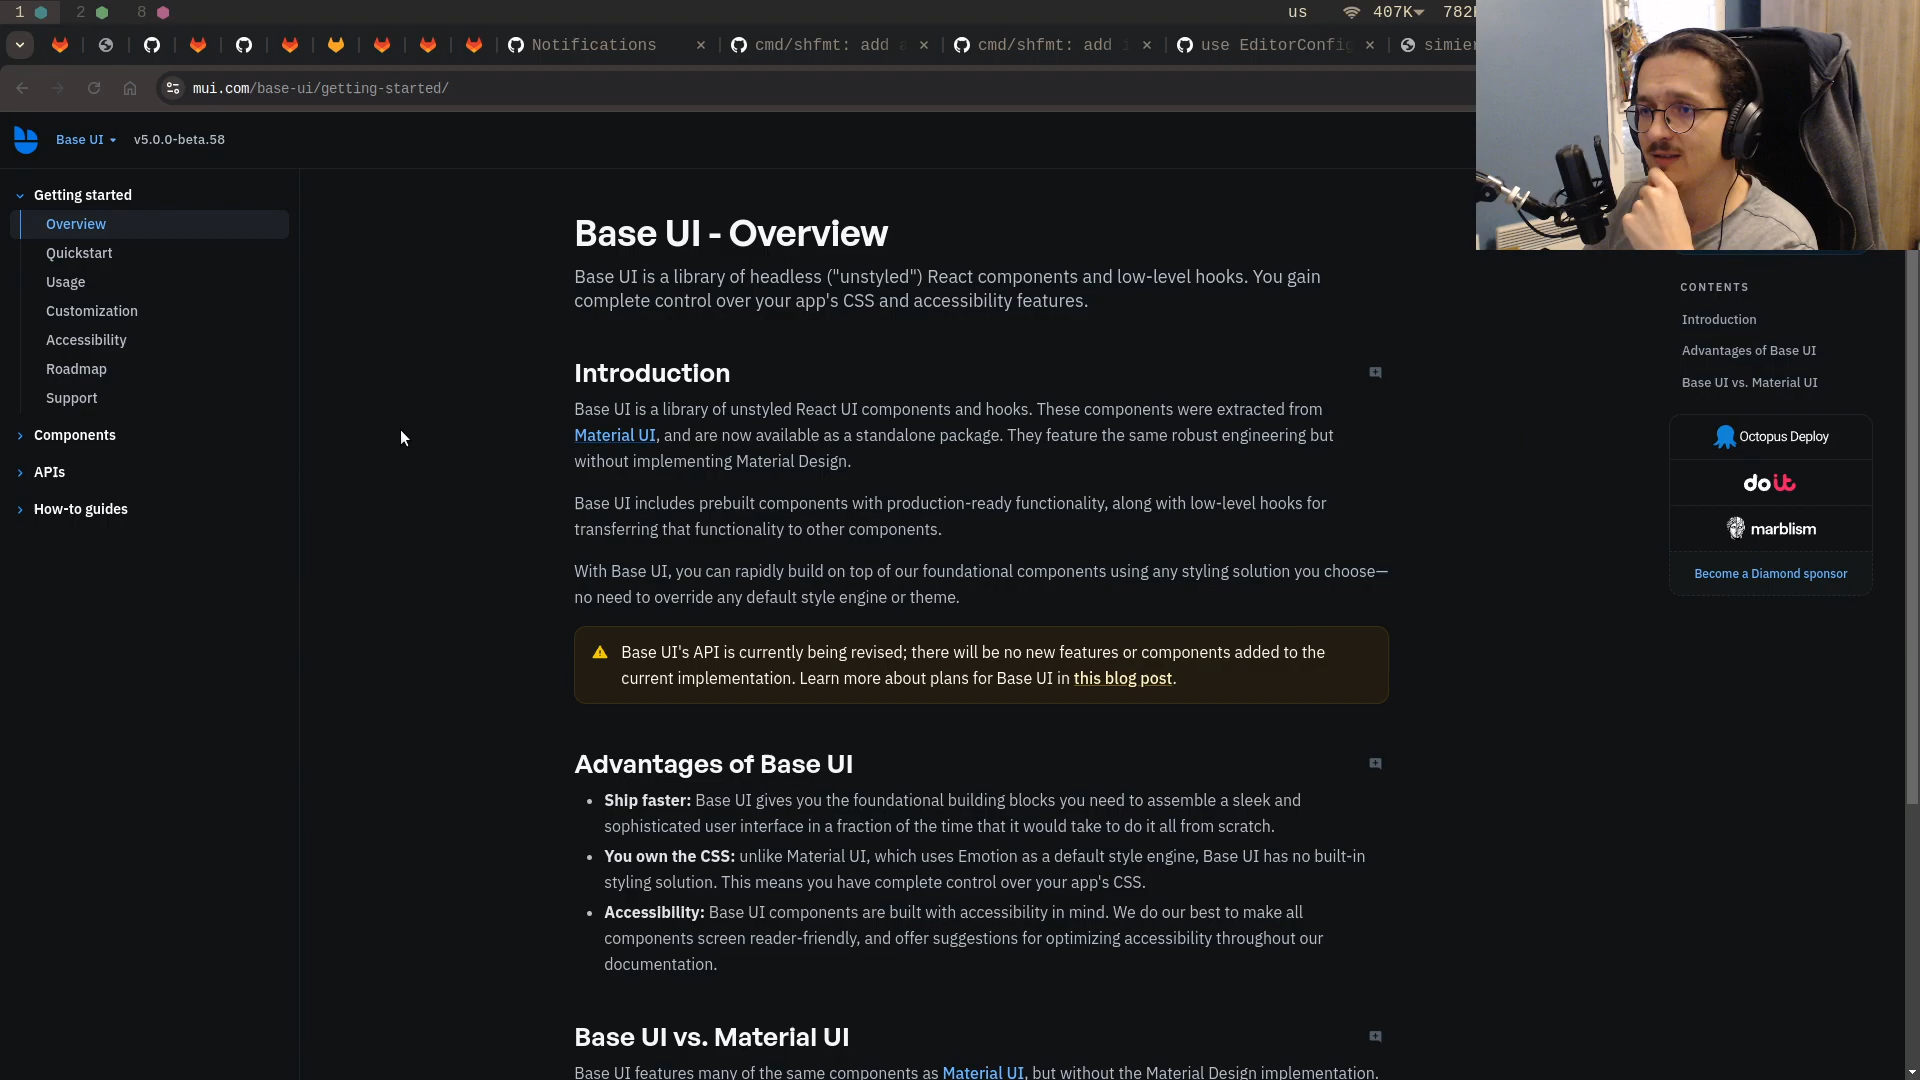 1 2 8 us 407K 782
Notifications × cmd/shfmt: add × cmd/shfmt: add × use EditorConfig × simier
mui.com/base-ui/getting-started/
Base UI v5.0.0-beta.58
Getting started
Overview
Quickstart
Usage
Customization
Accessibility
Roadmap
Support
Components
APIs
How-to guides
Base UI - Overview
Base UI is a library of headless ("unstyled") React components and low-level hooks. You gain
complete control over your app's CSS and accessibility features.
Introduction
Base UI is a library of unstyled React UI components and hooks. These components were extracted from
Material UI, and are now available as a standalone package. They feature the same robust engineering but
without implementing Material Design.
Base UI includes prebuilt components with production-ready functionality, along with low-level hooks for
transferring that functionality to other components.
With Base UI, you can rapidly build on top of our foundational components using any styling solution you choose—
no need to override any default style engine or theme.
Base UI's API is currently being revised; there will be no new features or components added to the
current implementation. Learn more about plans for Base UI in this blog post.
Advantages of Base UI
• Ship faster: Base UI gives you the foundational building blocks you need to assemble a sleek and
sophisticated user interface in a fraction of the time that it would take to do it all from scratch.
• You own the CSS: unlike Material UI, which uses Emotion as a default style engine, Base UI has no built-in
styling solution. This means you have complete control over your app's CSS.
• Accessibility: Base UI components are built with accessibility in mind. We do our best to make all
components screen reader-friendly, and offer suggestions for optimizing accessibility throughout our
documentation.
Base UI vs. Material UI
Base UI features many of the same components as Material UI, but without the Material Design implementation.
CONTENTS
Introduction
Advantages of Base UI
Base UI vs. Material UI
Octopus Deploy
doit
marblism
Become a Diamond sponsor